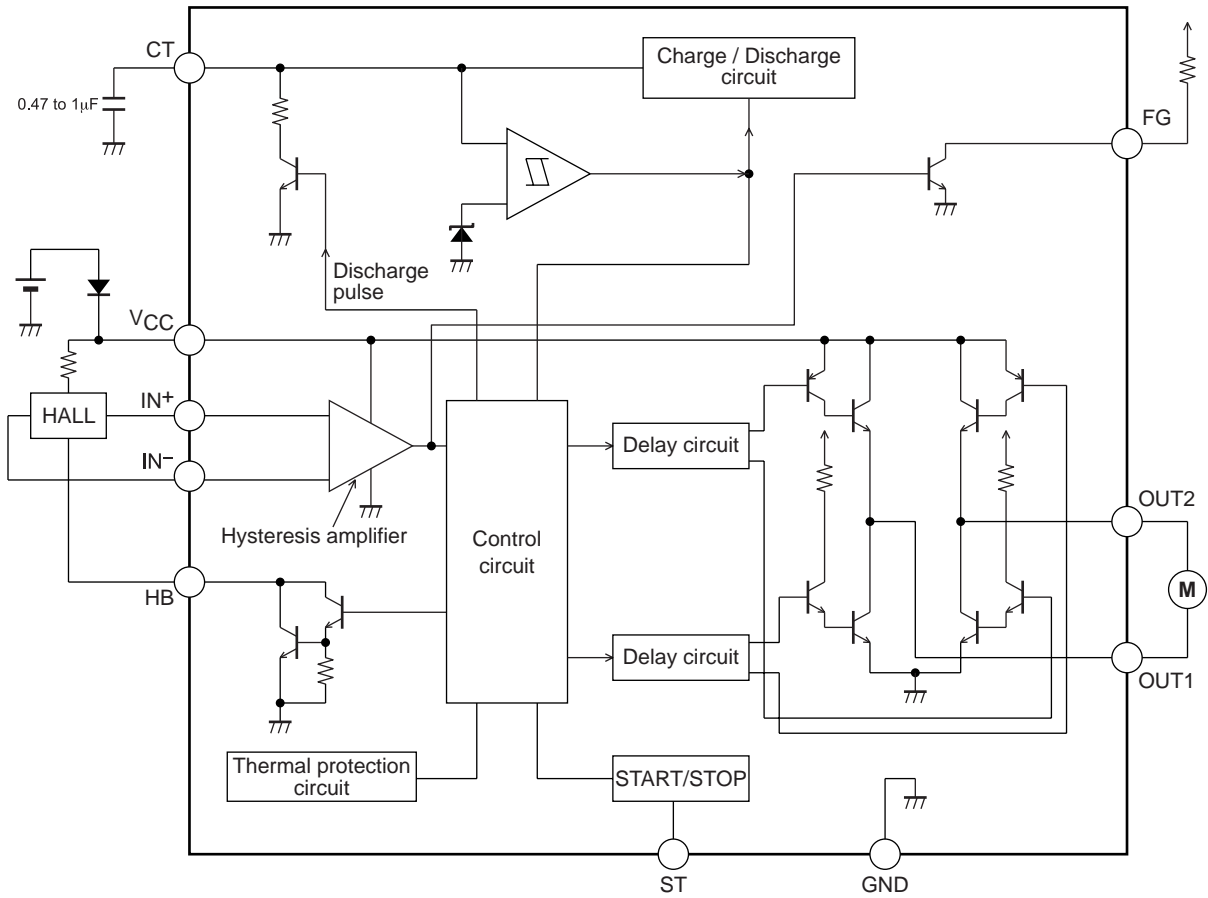 CT
Charge / Discharge
circuit
0.47 to 1μF
FG
Discharge
pulse
VCC
IN+
HALL
Delay circuit
IN−
OUT2
Hysteresis amplifier
Control
circuit
HB
M
Delay circuit
OUT1
Thermal protection
circuit
START/STOP
ST
GND